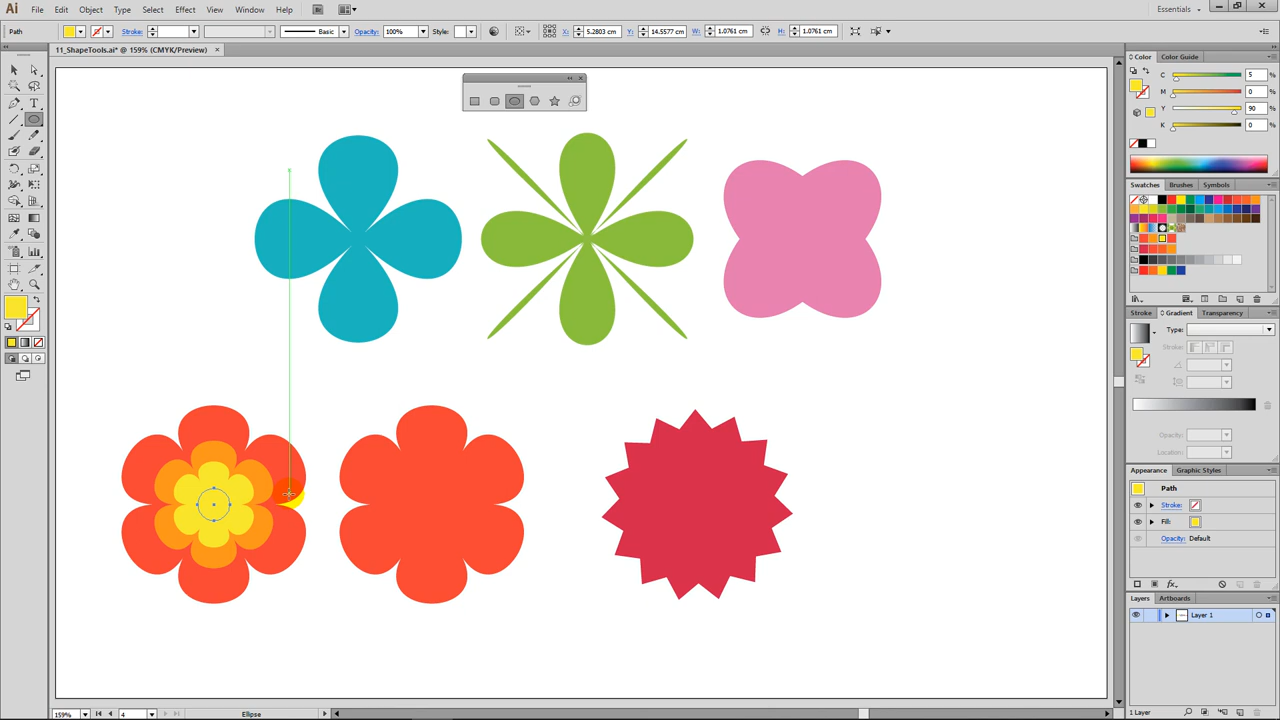 Ai File Edit Object Type Select Effect View Window Help Br Essentials
Path Stroke: Basic Opacity: 100% Style: X: 5.2803 cm Y: 14.5577 cm W: 1.0761 cm H: 1.0761 cm
11_ShapeTools.ai* @ 159% (CMYK/Preview) ×
Color Color Guide
C 5 %
M 0 %
Y 90 %
K 0 %
Swatches Brushes Symbols
Stroke Gradient Transparency
Type:
Stroke:
Opacity:
Location:
Appearance Graphic Styles
Path
Stroke:
Fill:
Opacity: Default
fx
Layers Artboards
Layer 1
1 Layer
159% 4 Ellipse